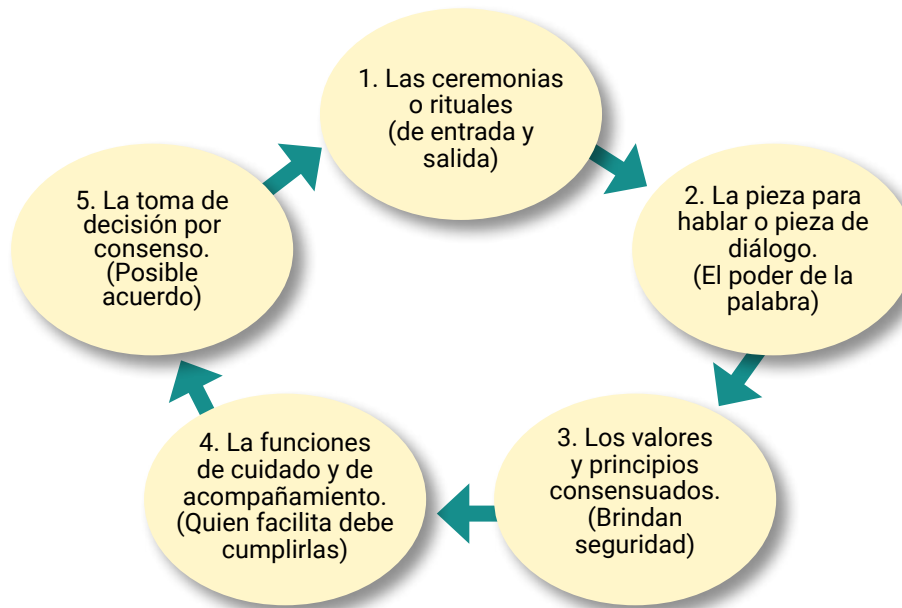 1. Las ceremonias
o rituales
(de entrada y
salida)
2. La pieza para
hablar o pieza de
diálogo.
(El poder de la
palabra)
3. Los valores
y principios
consensuados.
(Brindan
seguridad)
4. La funciones
de cuidado y de
acompañamiento.
(Quien facilita debe
cumplirlas)
5. La toma de
decisión por
consenso.
(Posible
acuerdo)